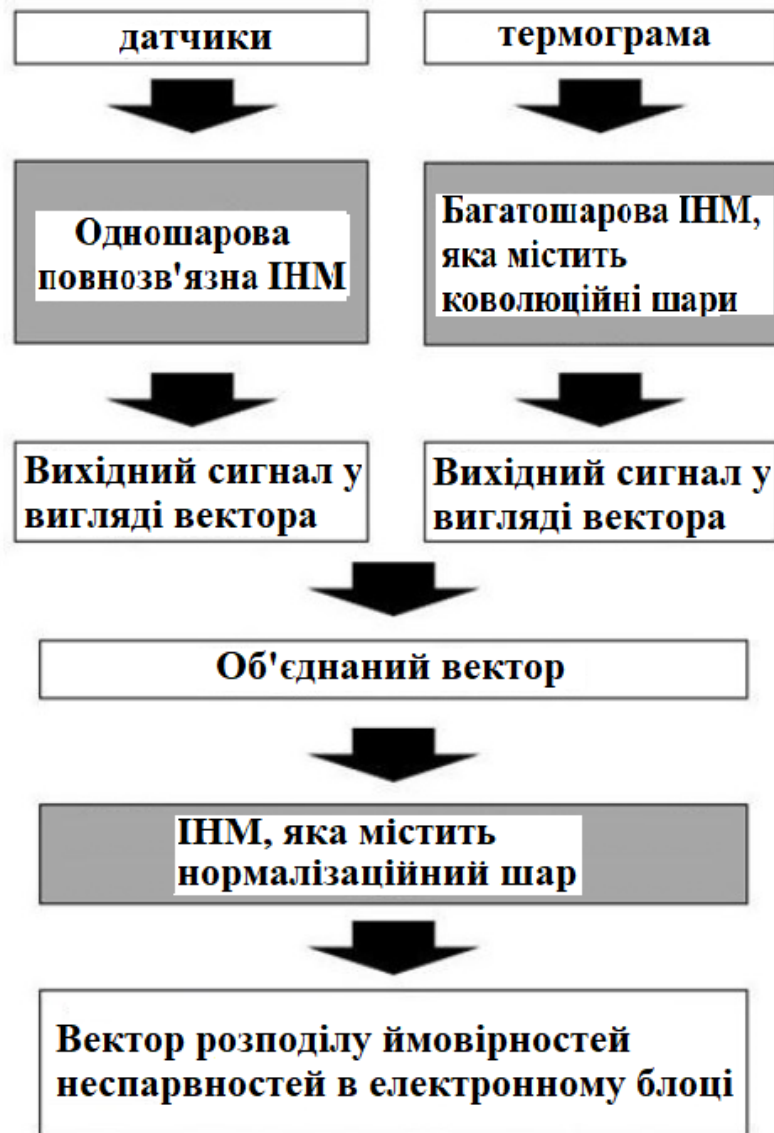 датчики
термограма
Одношарова
повнозв'язна ІНМ
Багатошарова ІНМ,
яка містить
коволюційні шари
Вихідний сигнал у
вигляді вектора
Вихідний сигнал у
вигляді вектора
Об'єднаний вектор
ІНМ, яка містить
нормалізаційний шар
Вектор розподілу ймовірностей
неспарвностей в електронному блоці